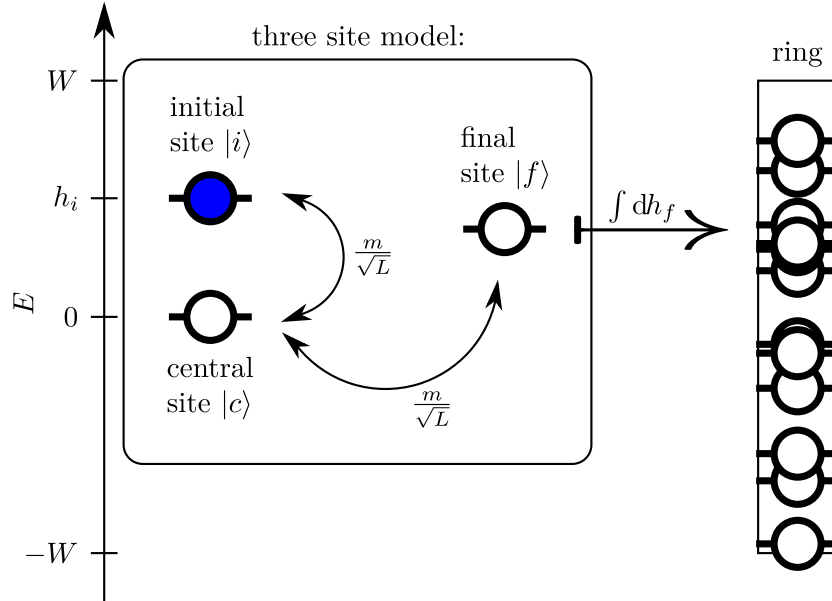 three site model:
ring
W
initial
site |i⟩
final
site |f⟩
h_i
∫ dh_f
m/√L
E
0
central
site |c⟩
m/√L
−W